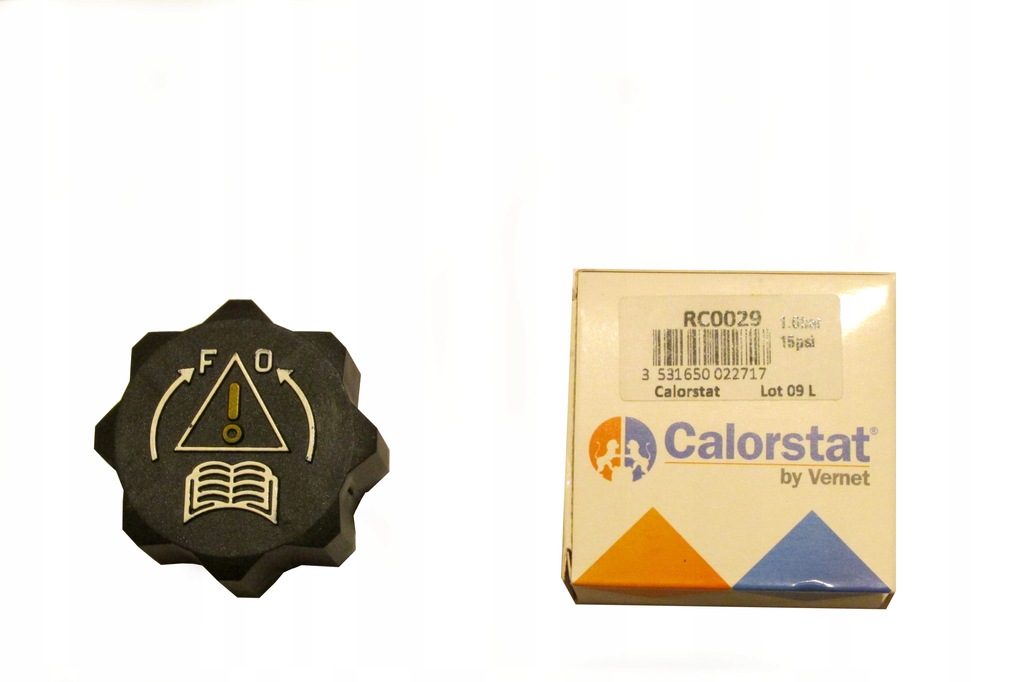 F O
RC0029
15psi
3 531650 022717
Calorstat Lot 09 L
Calorstat®
by Vernet